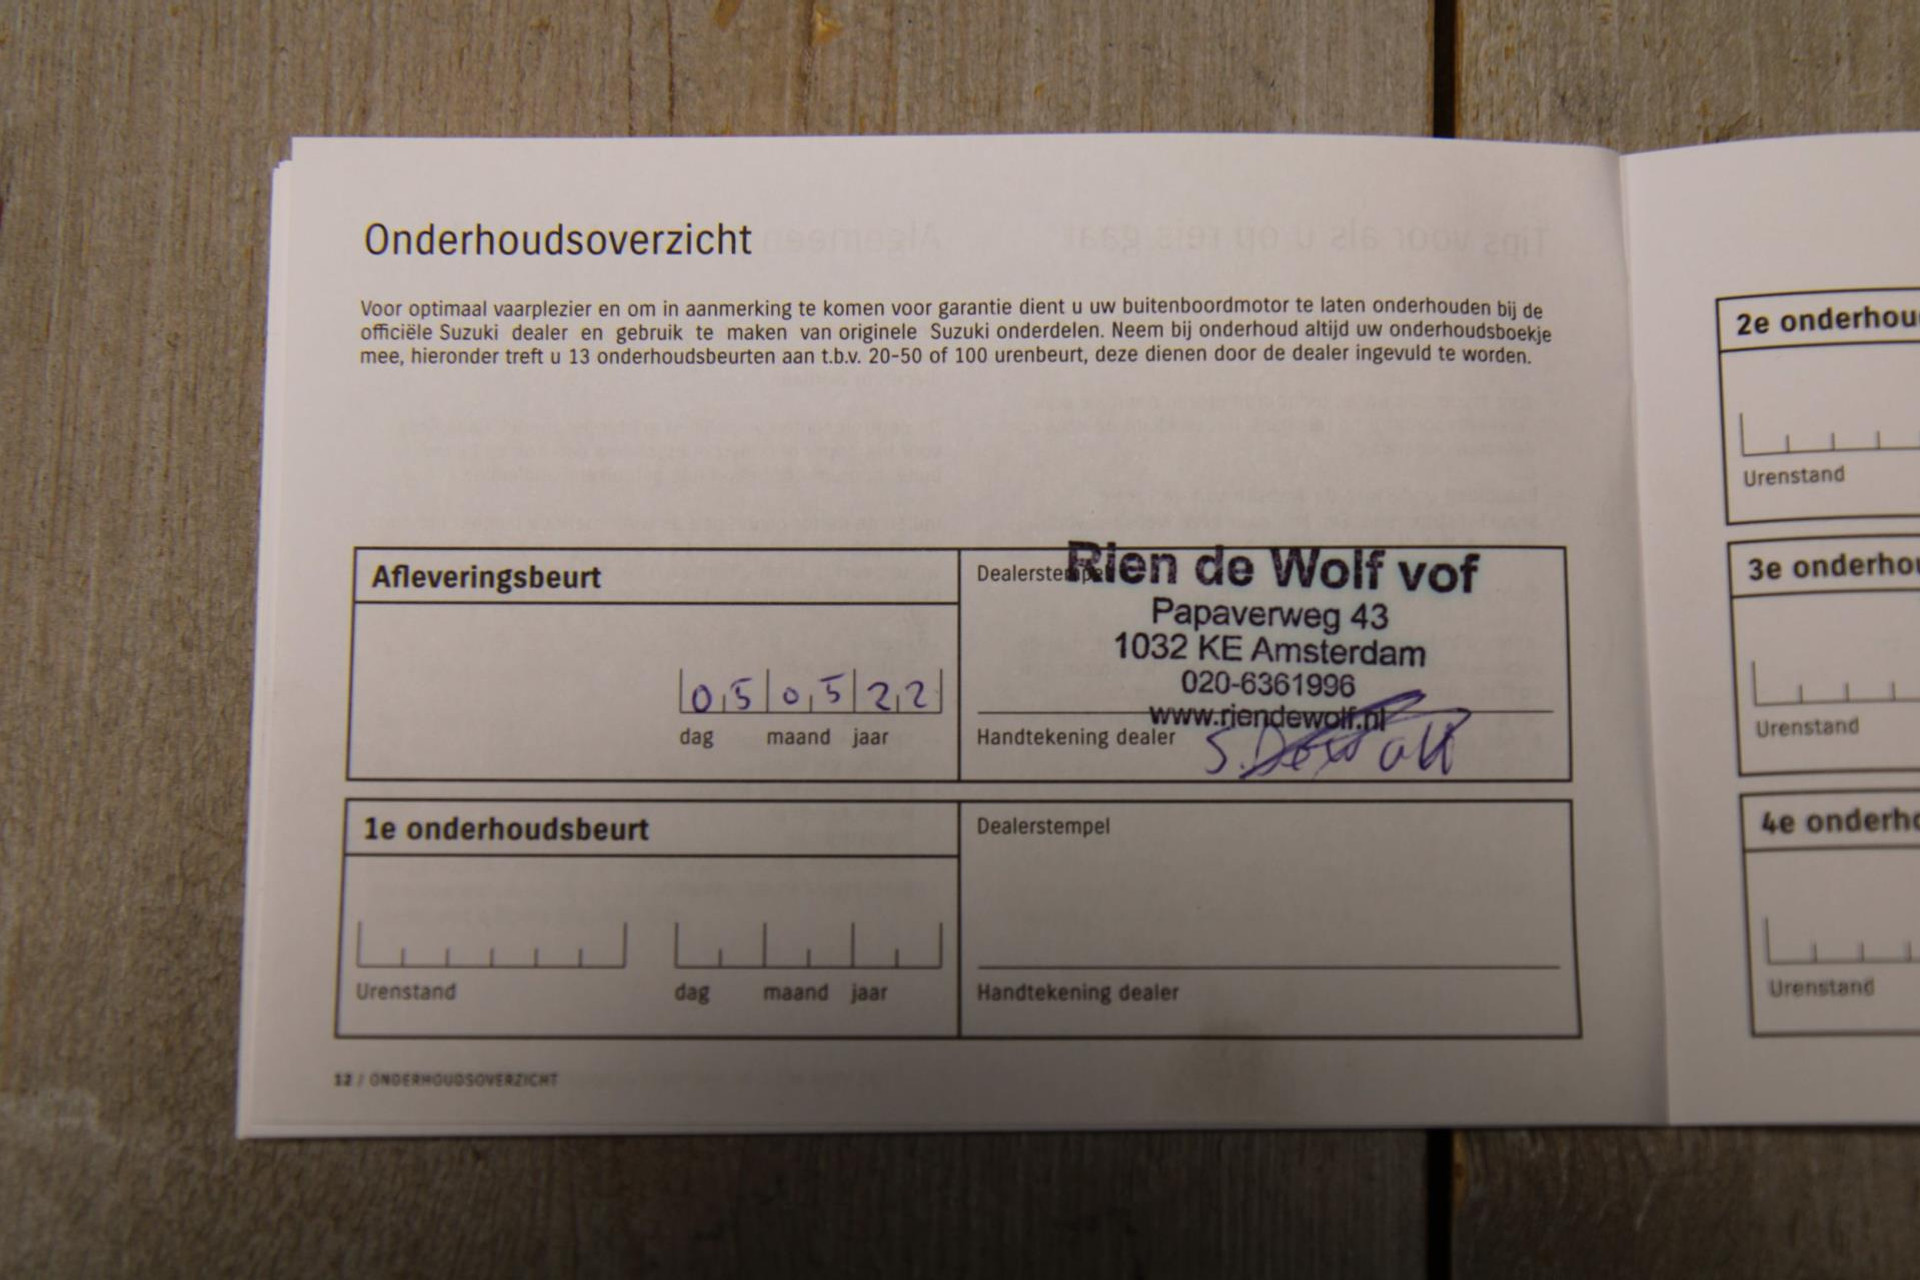 Onderhoudsoverzicht
Voor optimaal vaarplezier en om in aanmerking te komen voor garantie dient u uw buitenboordmotor te laten onderhouden bij de
officiële Suzuki dealer en gebruik te maken van originele Suzuki onderdelen. Neem bij onderhoud altijd uw onderhoudsboekje
mee, hieronder treft u 13 onderhoudsbeurten aan t.b.v. 20-50 of 100 urenbeurt, deze dienen door de dealer ingevuld te worden.
Afleveringsbeurt
05 05 22
dag maand jaar
Dealerstempel
Rien de Wolf vof
Papaverweg 43
1032 KE Amsterdam
020-6361996
www.riendewolf.nl
Handtekening dealer
1e onderhoudsbeurt
Urenstand dag maand jaar
Dealerstempel
Handtekening dealer
12 / ONDERHOUDSOVERZICHT
2e onderhou
Urenstand
3e onderhou
Urenstand
4e onderho
Urenstand